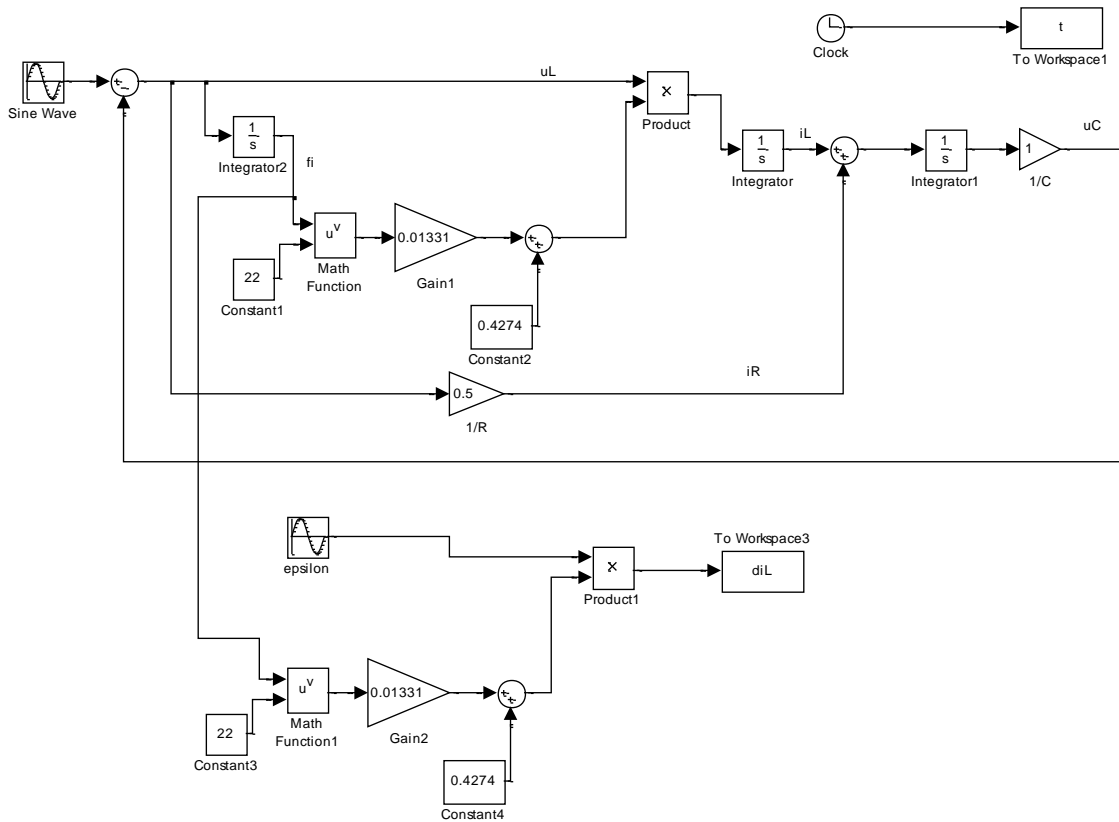 t
Clock
To Workspace1
Sine Wave
uL
×
Product
1
s
Integrator2
fi
iL
1
s
Integrator
1
s
Integrator1
1
1/C
uC
u^v
Math
Function
0.01331
Gain1
22
Constant1
0.4274
Constant2
0.5
1/R
iR
epsilon
×
Product1
To Workspace3
diL
u^v
Math
Function1
0.01331
Gain2
22
Constant3
0.4274
Constant4